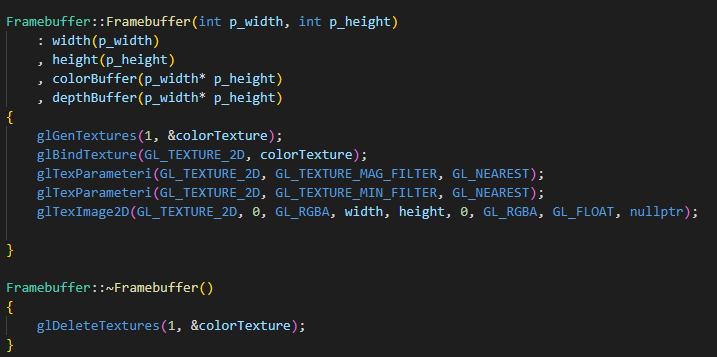 Framebuffer::Framebuffer(int p_width, int p_height)
: width(p_width)
, height(p_height)
, colorBuffer(p_width* p_height)
, depthBuffer(p_width* p_height)
{
glGenTextures(1, &colorTexture);
glBindTexture(GL_TEXTURE_2D, colorTexture);
glTexParameteri(GL_TEXTURE_2D, GL_TEXTURE_MAG_FILTER, GL_NEAREST);
glTexParameteri(GL_TEXTURE_2D, GL_TEXTURE_MIN_FILTER, GL_NEAREST);
glTexImage2D(GL_TEXTURE_2D, 0, GL_RGBA, width, height, 0, GL_RGBA, GL_FLOAT, nullptr);
}
Framebuffer::~Framebuffer()
{
glDeleteTextures(1, &colorTexture);
}